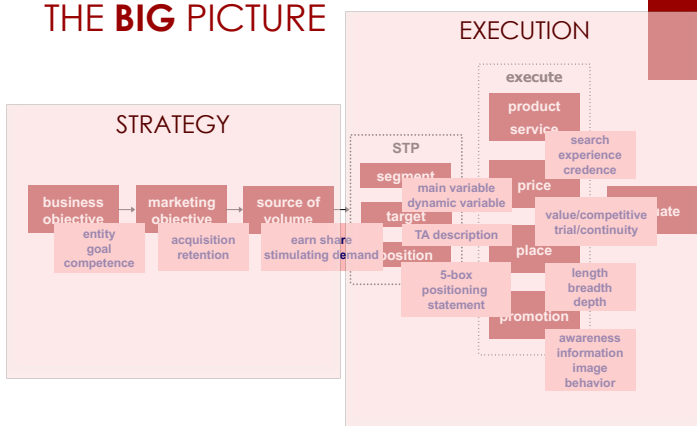 THE BIG PICTURE
EXECUTION
STRATEGY
business
objective
entity
goal
competence
marketing
objective
acquisition
retention
source of
volume
earn share
stimulating demand
STP
segment
main variable
dynamic variable
target
TA description
position
5-box
positioning
statement
execute
product
service
search
experience
credence
price
value/competitive
trial/continuity
place
length
breadth
depth
promotion
awareness
information
image
behavior